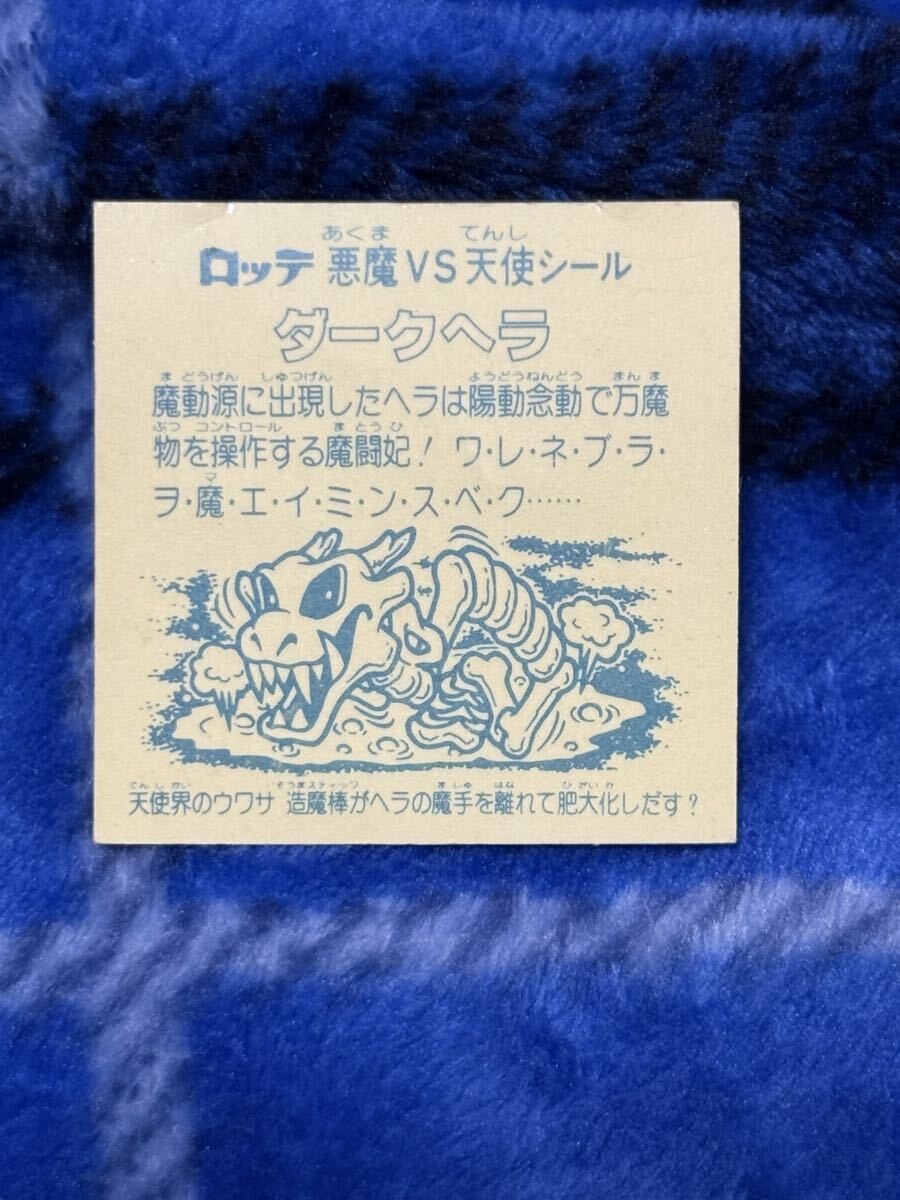 あくま てんし
ロッテ 悪魔VS天使シール
ダークヘラ
まどうげん しゅつげん ようどうねんどう まんま
魔動源に出現したヘラは陽動念動で万魔
ぶつ コントロール まとうひ
物を操作する魔闘妃! ワ・レ・ネ・ブ・ラ・
マ
ヲ・魔・エ・イ・ミ・ン・ス・ベ・ク……
てんしかい ぞうまスティック ましゅ はな ひだいか
天使界のウワサ 造魔棒がヘラの魔手を離れて肥大化しだす?